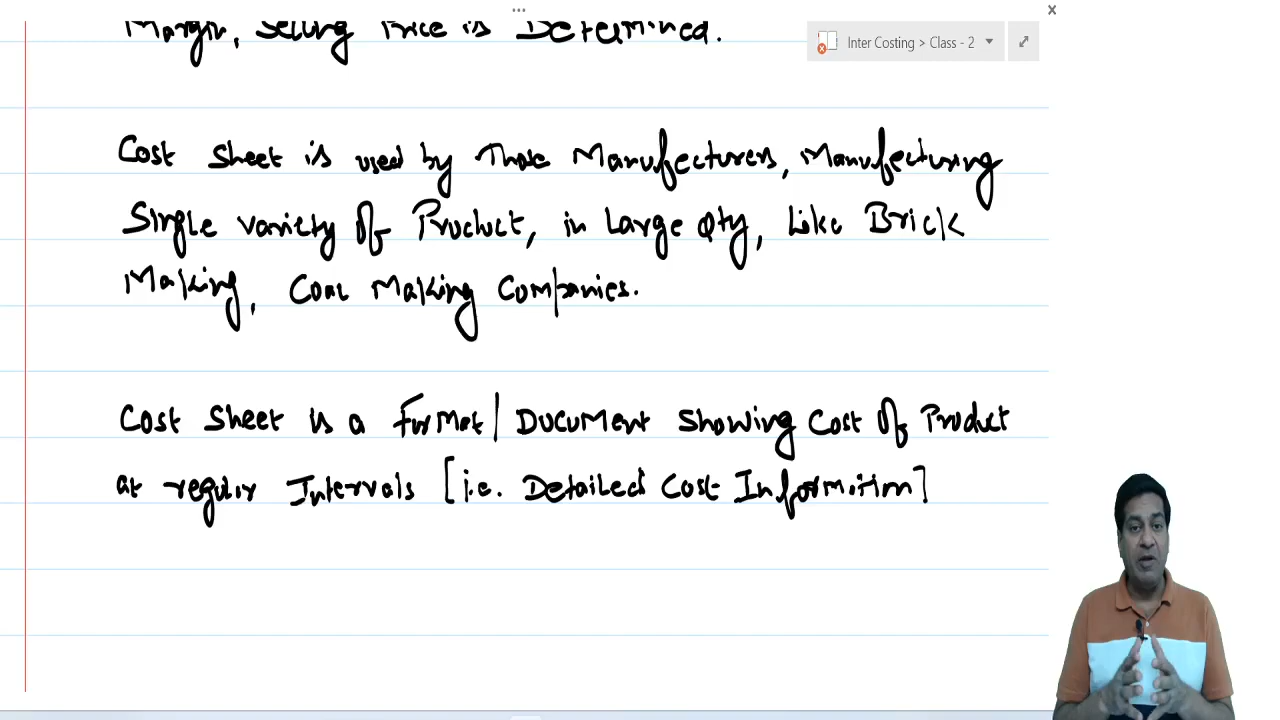 Margin, Selling Price is Determined.
Inter Costing > Class - 2
Cost Sheet is used by Those Manufecturers, Manufecturing
Single Variety Of Product, in Large Qty, Like Brick
Making, Coal Making Companies.
Cost Sheet is a Format/Document Showing Cost Of Product
at regular Intervals [i.e. Detailed Cost Information]